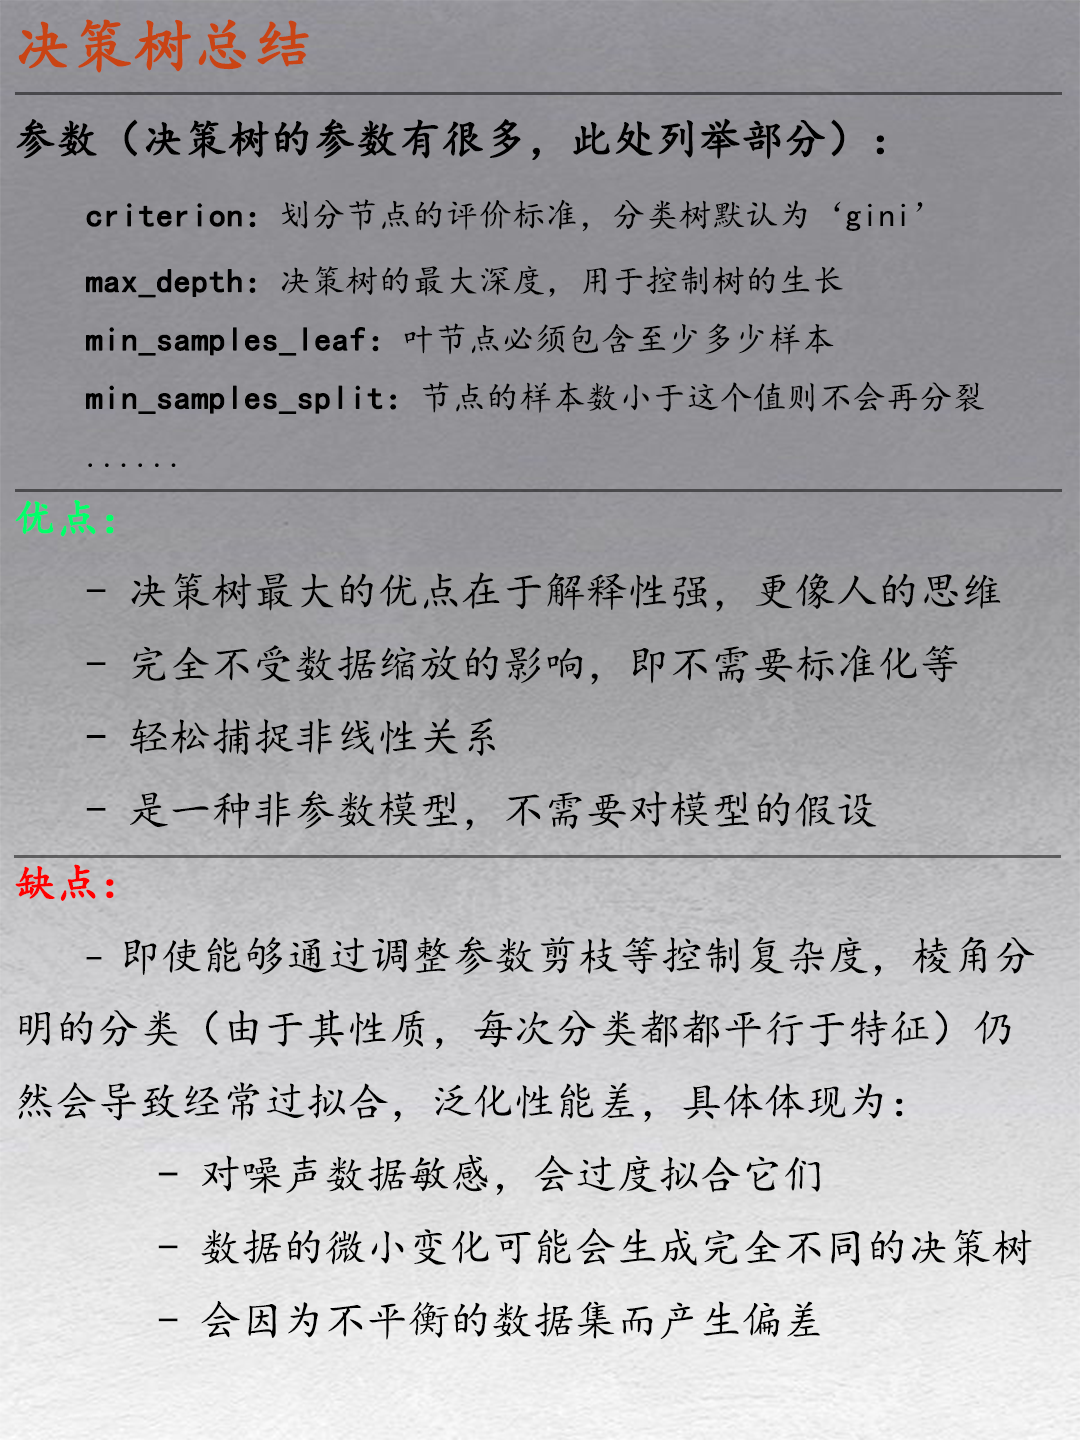 决策树总结
参数（决策树的参数有很多，此处列举部分）：
criterion：划分节点的评价标准，分类树默认为‘gini’
max_depth：决策树的最大深度，用于控制树的生长
min_samples_leaf：叶节点必须包含至少多少样本
min_samples_split：节点的样本数小于这个值则不会再分裂
......
优点：
- 决策树最大的优点在于解释性强，更像人的思维
- 完全不受数据缩放的影响，即不需要标准化等
- 轻松捕捉非线性关系
- 是一种非参数模型，不需要对模型的假设
缺点：
- 即使能够通过调整参数剪枝等控制复杂度，棱角分
明的分类（由于其性质，每次分类都都平行于特征）仍
然会导致经常过拟合，泛化性能差，具体体现为：
- 对噪声数据敏感，会过度拟合它们
- 数据的微小变化可能会生成完全不同的决策树
- 会因为不平衡的数据集而产生偏差